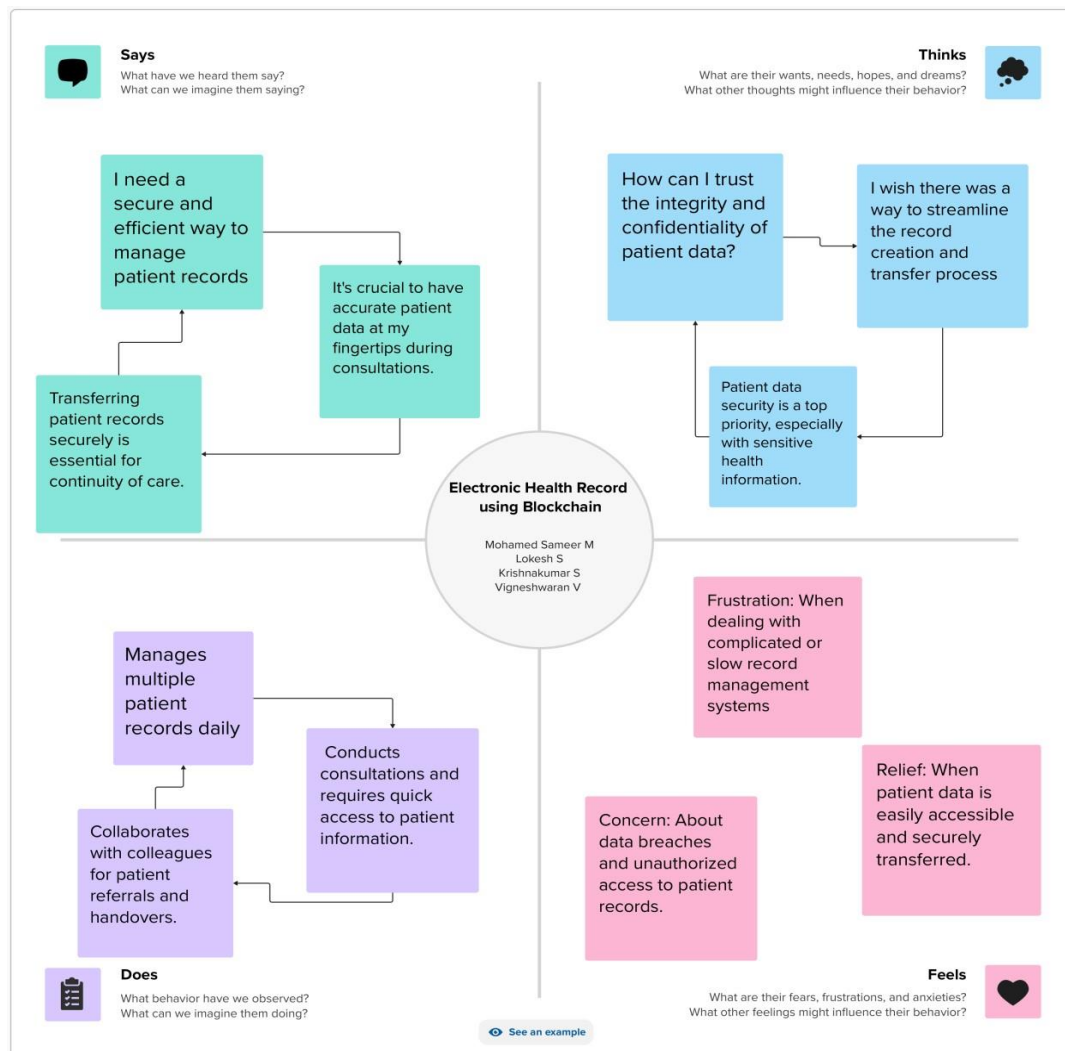 Says
What have we heard them say?
What can we imagine them saying?
I need a
secure and
efficient way to
manage
patient records
It's crucial to have
accurate patient
data at my
fingertips during
consultations.
Transferring
patient records
securely is
essential for
continuity of care.
Thinks
What are their wants, needs, hopes, and dreams?
What other thoughts might influence their behavior?
How can I trust
the integrity and
confidentiality of
patient data?
I wish there was a
way to streamline
the record
creation and
transfer process
Patient data
security is a top
priority, especially
with sensitive
health
information.
Electronic Health Record
using Blockchain
Mohamed Sameer M
Lokesh S
Krishnakumar S
Vigneshwaran V
Manages
multiple
patient
records daily
Conducts
consultations and
requires quick
access to patient
information.
Collaborates
with colleagues
for patient
referrals and
handovers.
Does
What behavior have we observed?
What can we imagine them doing?
Frustration: When
dealing with
complicated or
slow record
management
systems
Relief: When
patient data is
easily accessible
and securely
transferred.
Concern: About
data breaches
and unauthorized
access to patient
records.
Feels
What are their fears, frustrations, and anxieties?
What other feelings might influence their behavior?
See an example